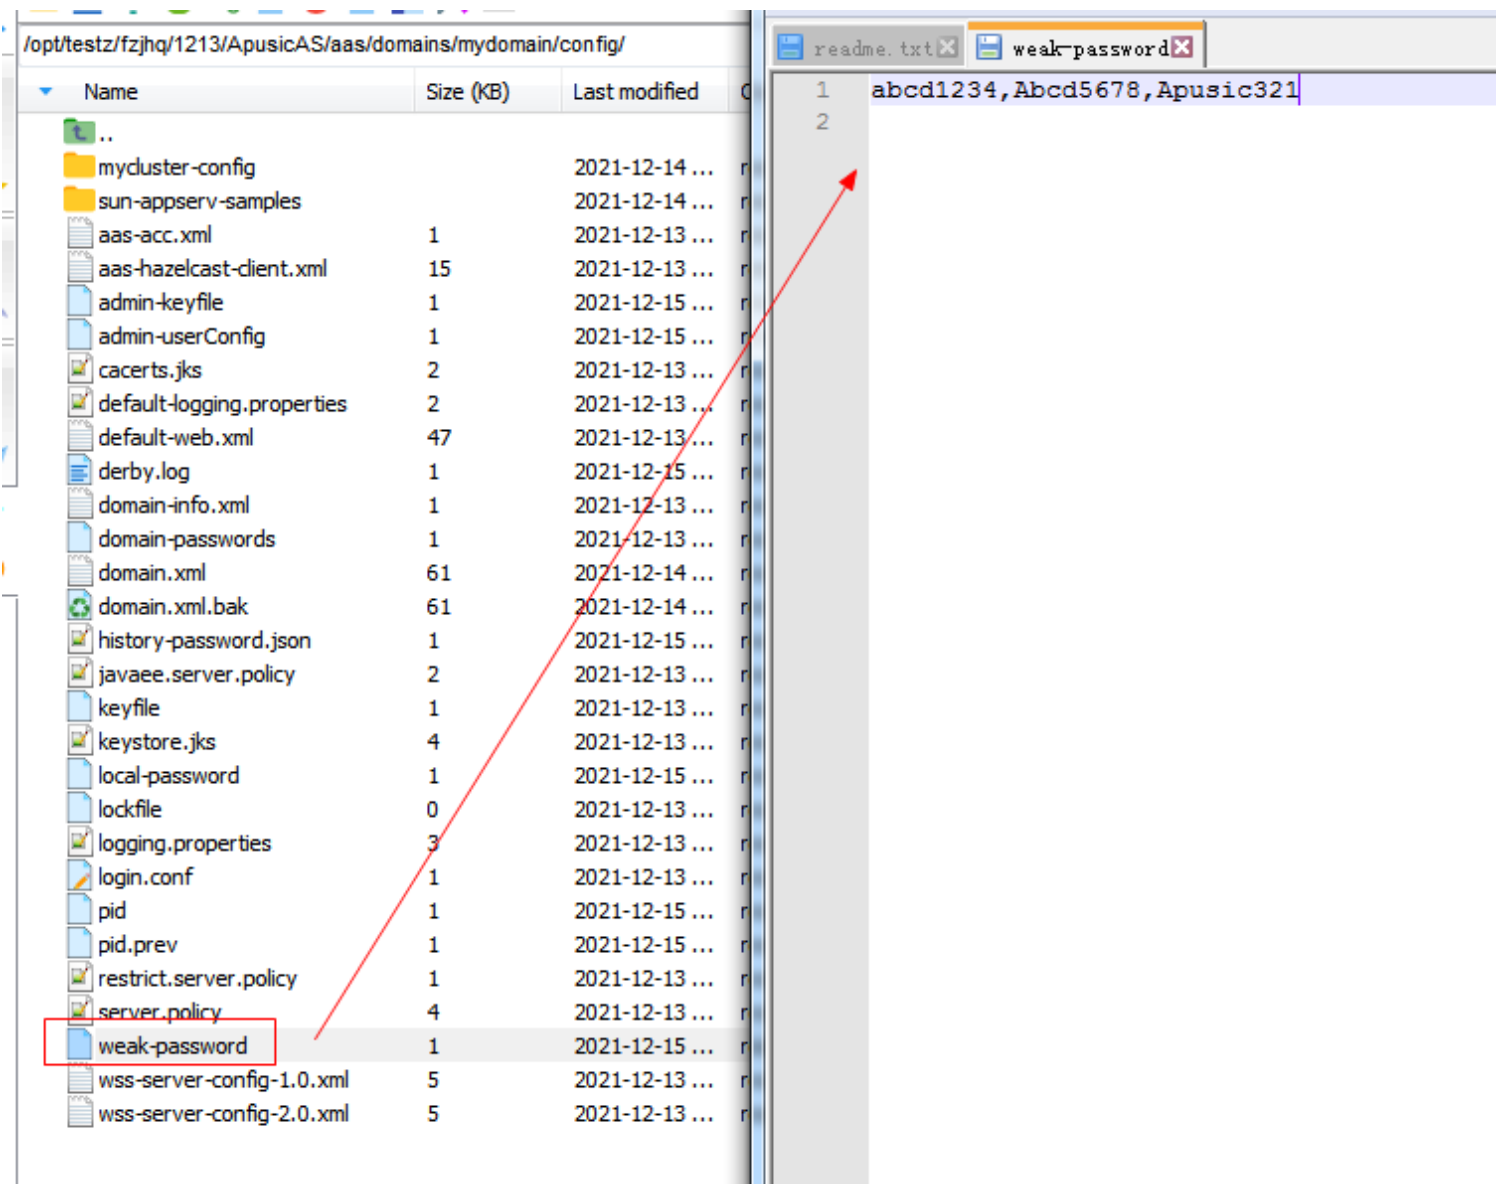 /opt/testz/fzjhq/1213/ApusicAS/aas/domains/mydomain/config/
Name Size (KB) Last modified
..
mycluster-config 2021-12-14 ...
sun-appserv-samples 2021-12-14 ...
aas-acc.xml 1 2021-12-13 ...
aas-hazelcast-client.xml 15 2021-12-13 ...
admin-keyfile 1 2021-12-15 ...
admin-userConfig 1 2021-12-15 ...
cacerts.jks 2 2021-12-13 ...
default-logging.properties 2 2021-12-13 ...
default-web.xml 47 2021-12-13 ...
derby.log 1 2021-12-15 ...
domain-info.xml 1 2021-12-13 ...
domain-passwords 1 2021-12-13 ...
domain.xml 61 2021-12-14 ...
domain.xml.bak 61 2021-12-14 ...
history-password.json 1 2021-12-15 ...
javaee.server.policy 2 2021-12-13 ...
keyfile 1 2021-12-13 ...
keystore.jks 4 2021-12-13 ...
local-password 1 2021-12-15 ...
lockfile 0 2021-12-13 ...
logging.properties 3 2021-12-13 ...
login.conf 1 2021-12-13 ...
pid 1 2021-12-15 ...
pid.prev 1 2021-12-15 ...
restrict.server.policy 1 2021-12-13 ...
server.policy 4 2021-12-13 ...
weak-password 1 2021-12-15 ...
wss-server-config-1.0.xml 5 2021-12-13 ...
wss-server-config-2.0.xml 5 2021-12-13 ...
readme.txt weak-password
1 abcd1234,Abcd5678,Apusic321
2